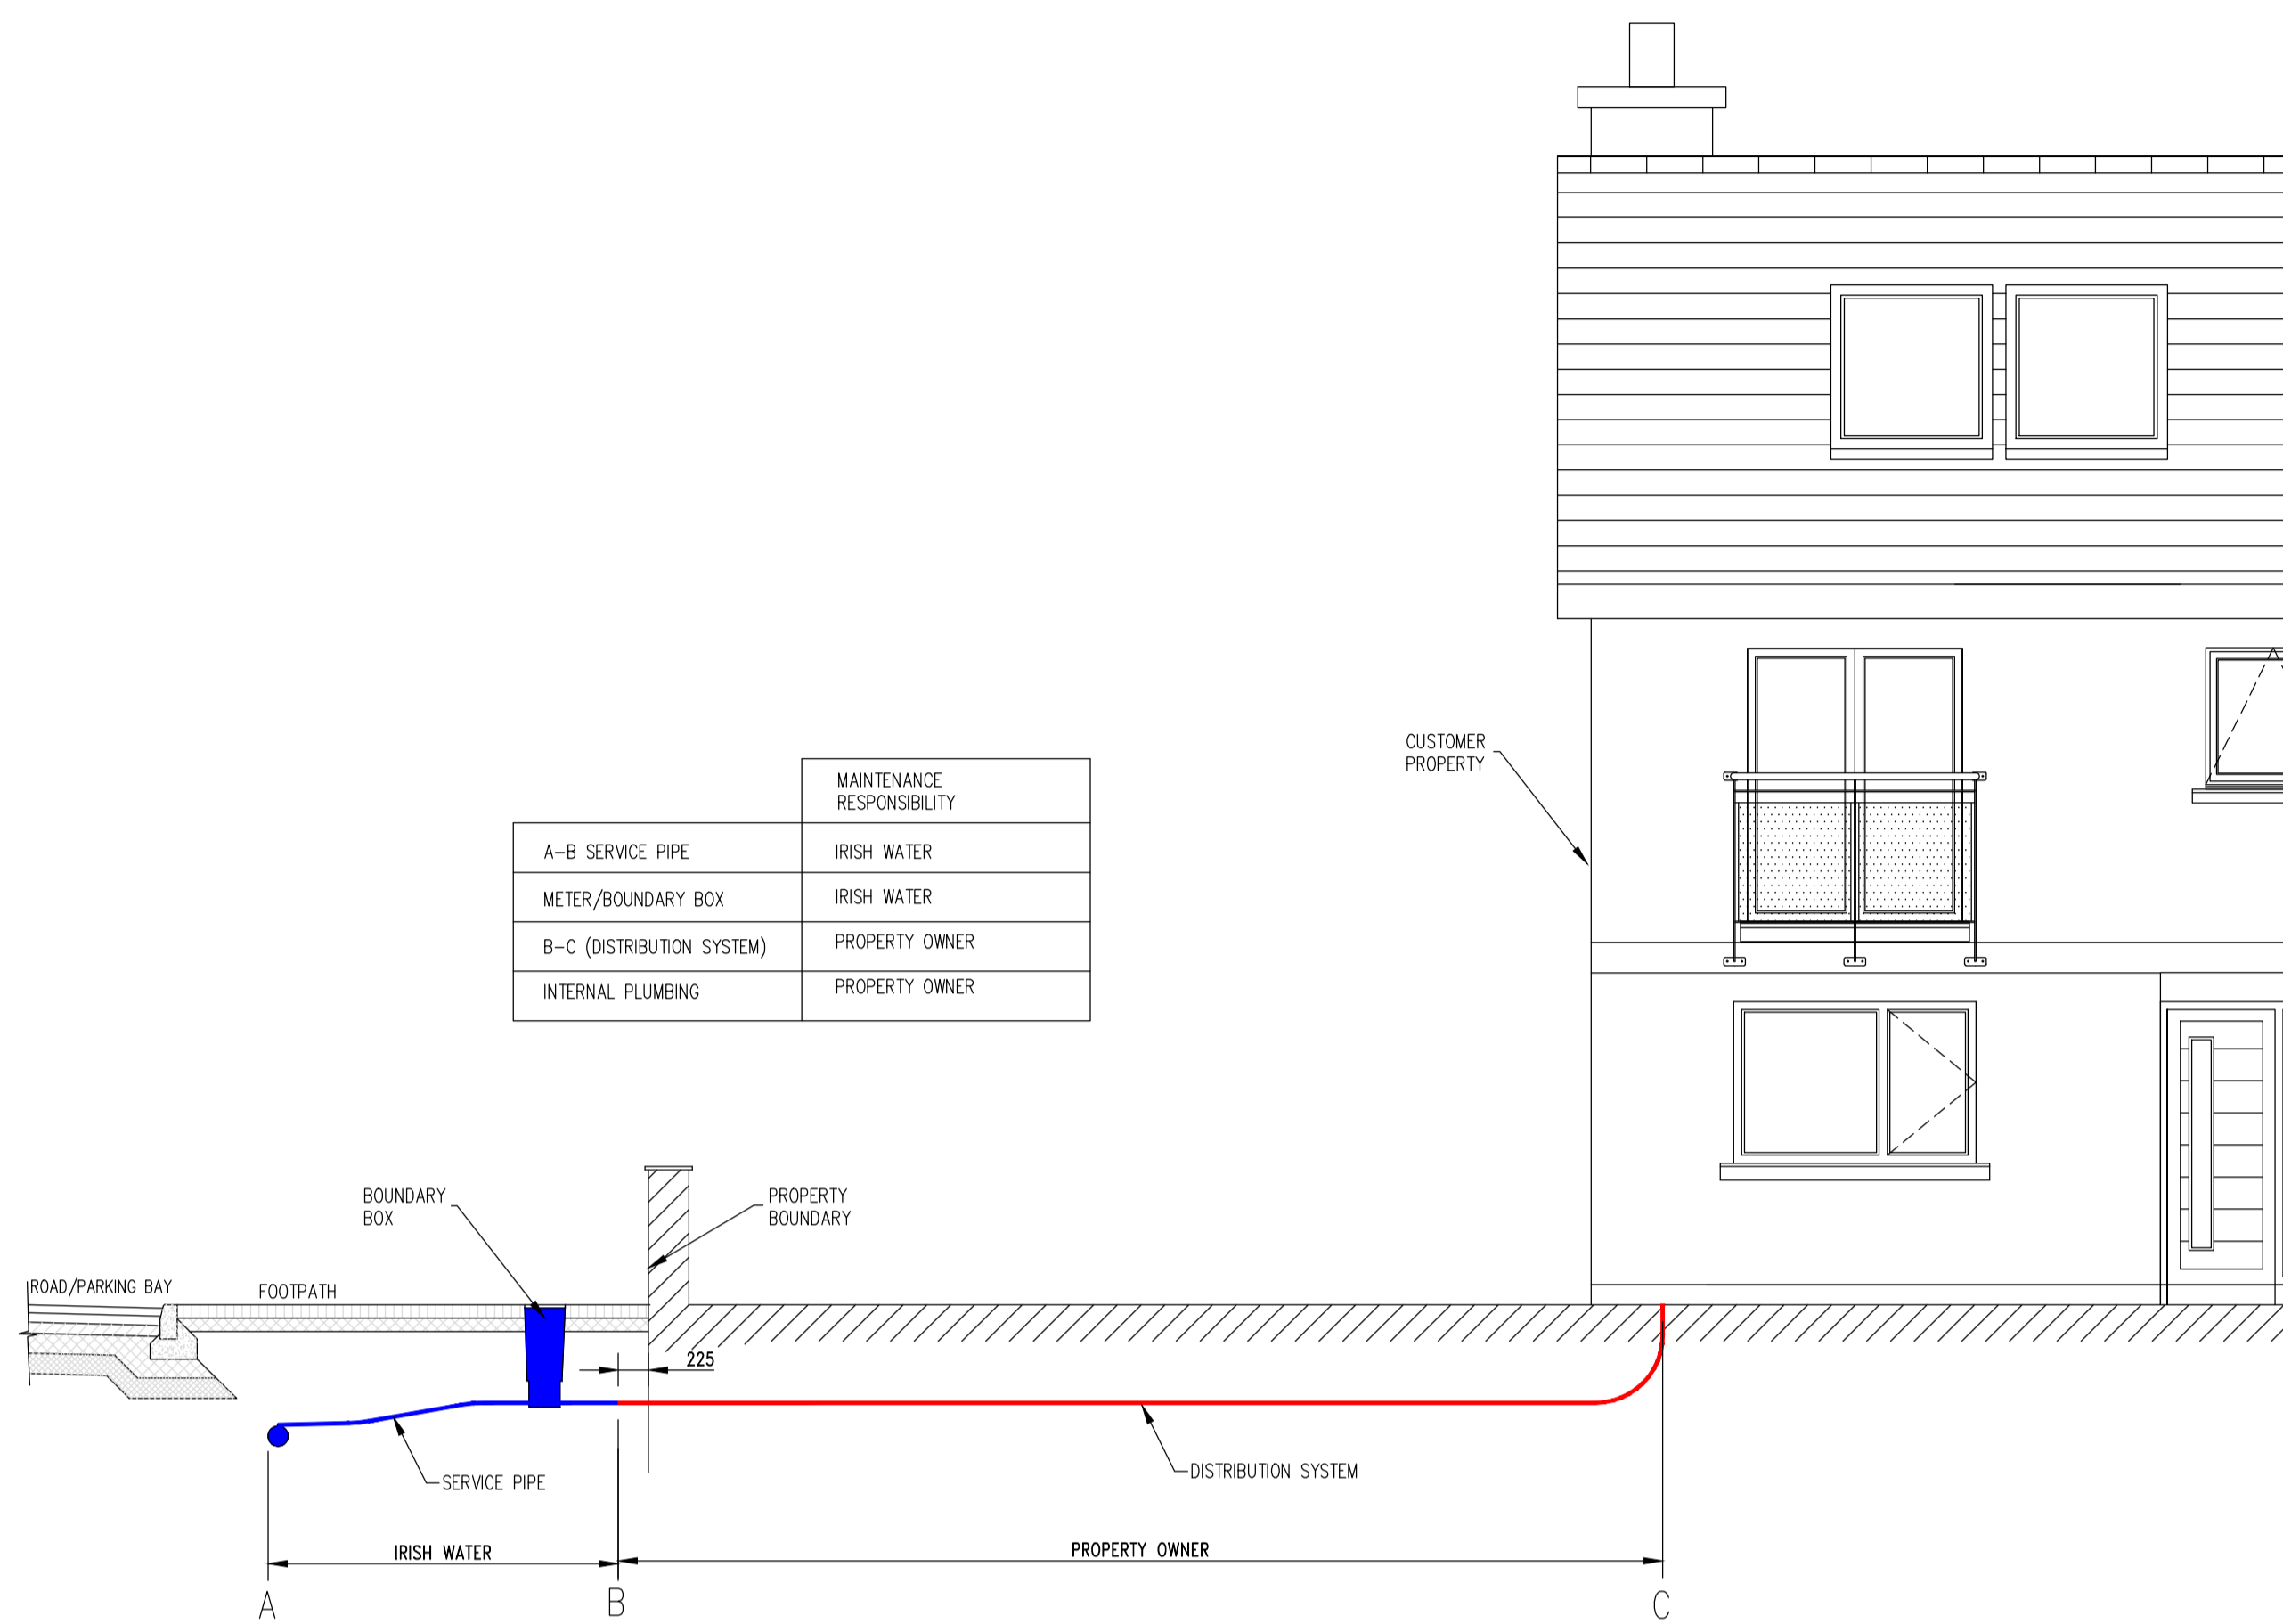 CUSTOMER
PROPERTY
MAINTENANCE
RESPONSIBILITY
A-B SERVICE PIPE IRISH WATER
METER/BOUNDARY BOX IRISH WATER
B-C (DISTRIBUTION SYSTEM) PROPERTY OWNER
INTERNAL PLUMBING PROPERTY OWNER
BOUNDARY
BOX
PROPERTY
BOUNDARY
ROAD/PARKING BAY
FOOTPATH
225
SERVICE PIPE
DISTRIBUTION SYSTEM
IRISH WATER
PROPERTY OWNER
A
B
C